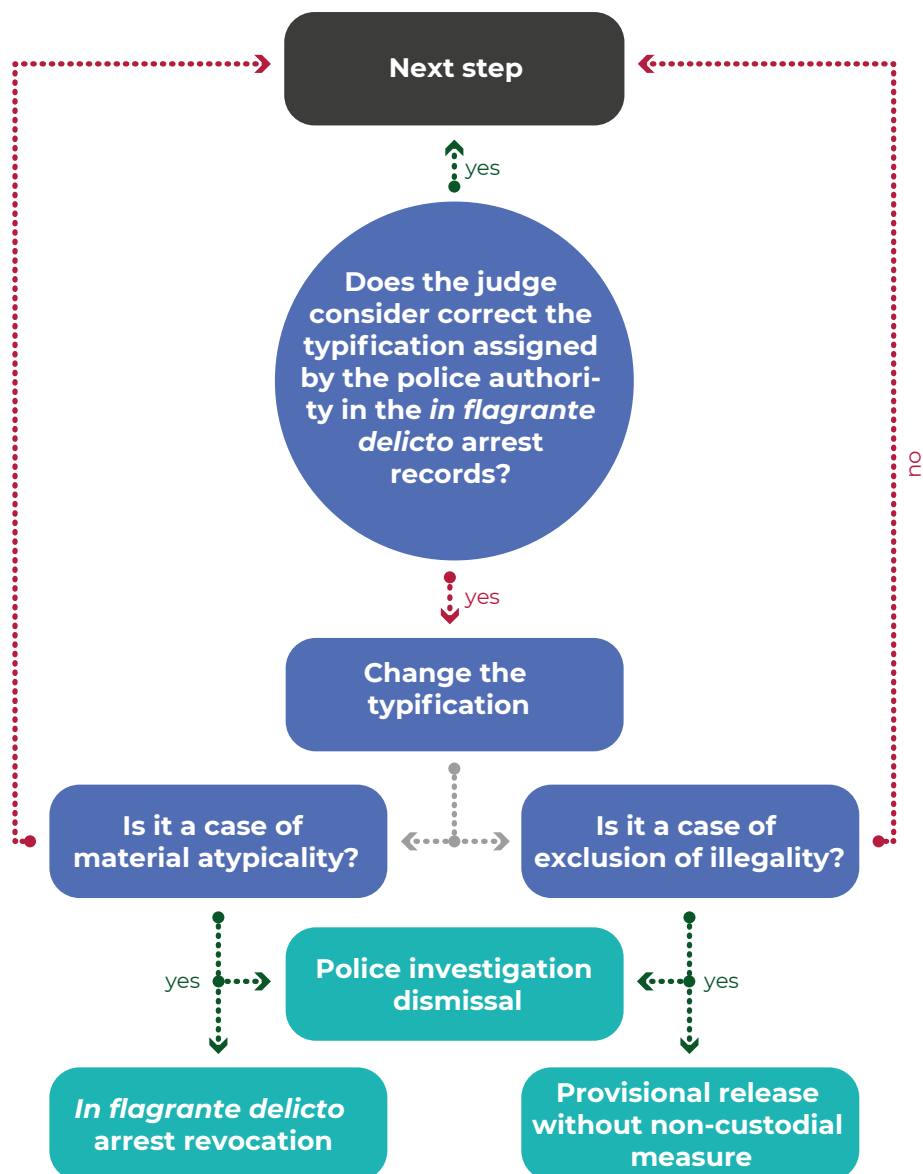 Next step
yes
Does the judge
consider correct the
typification assigned
by the police authori-
ty in the in flagrante
delicto arrest
records?
no
yes
Change the
typification
Is it a case of
material atypicality?
Is it a case of
exclusion of illegality?
yes
Police investigation
dismissal
yes
In flagrante delicto
arrest revocation
Provisional release
without non-custodial
measure